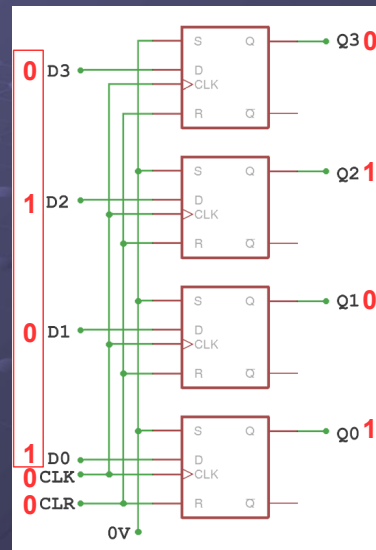 S Q Q3 0
0 D3 D
CLK
R Q
S Q Q2 1
1 D2 D
CLK
R Q
S Q Q1 0
0 D1 D
CLK
R Q
S Q Q0 1
1 D0 D
0 CLK CLK
0 CLR R Q
0V